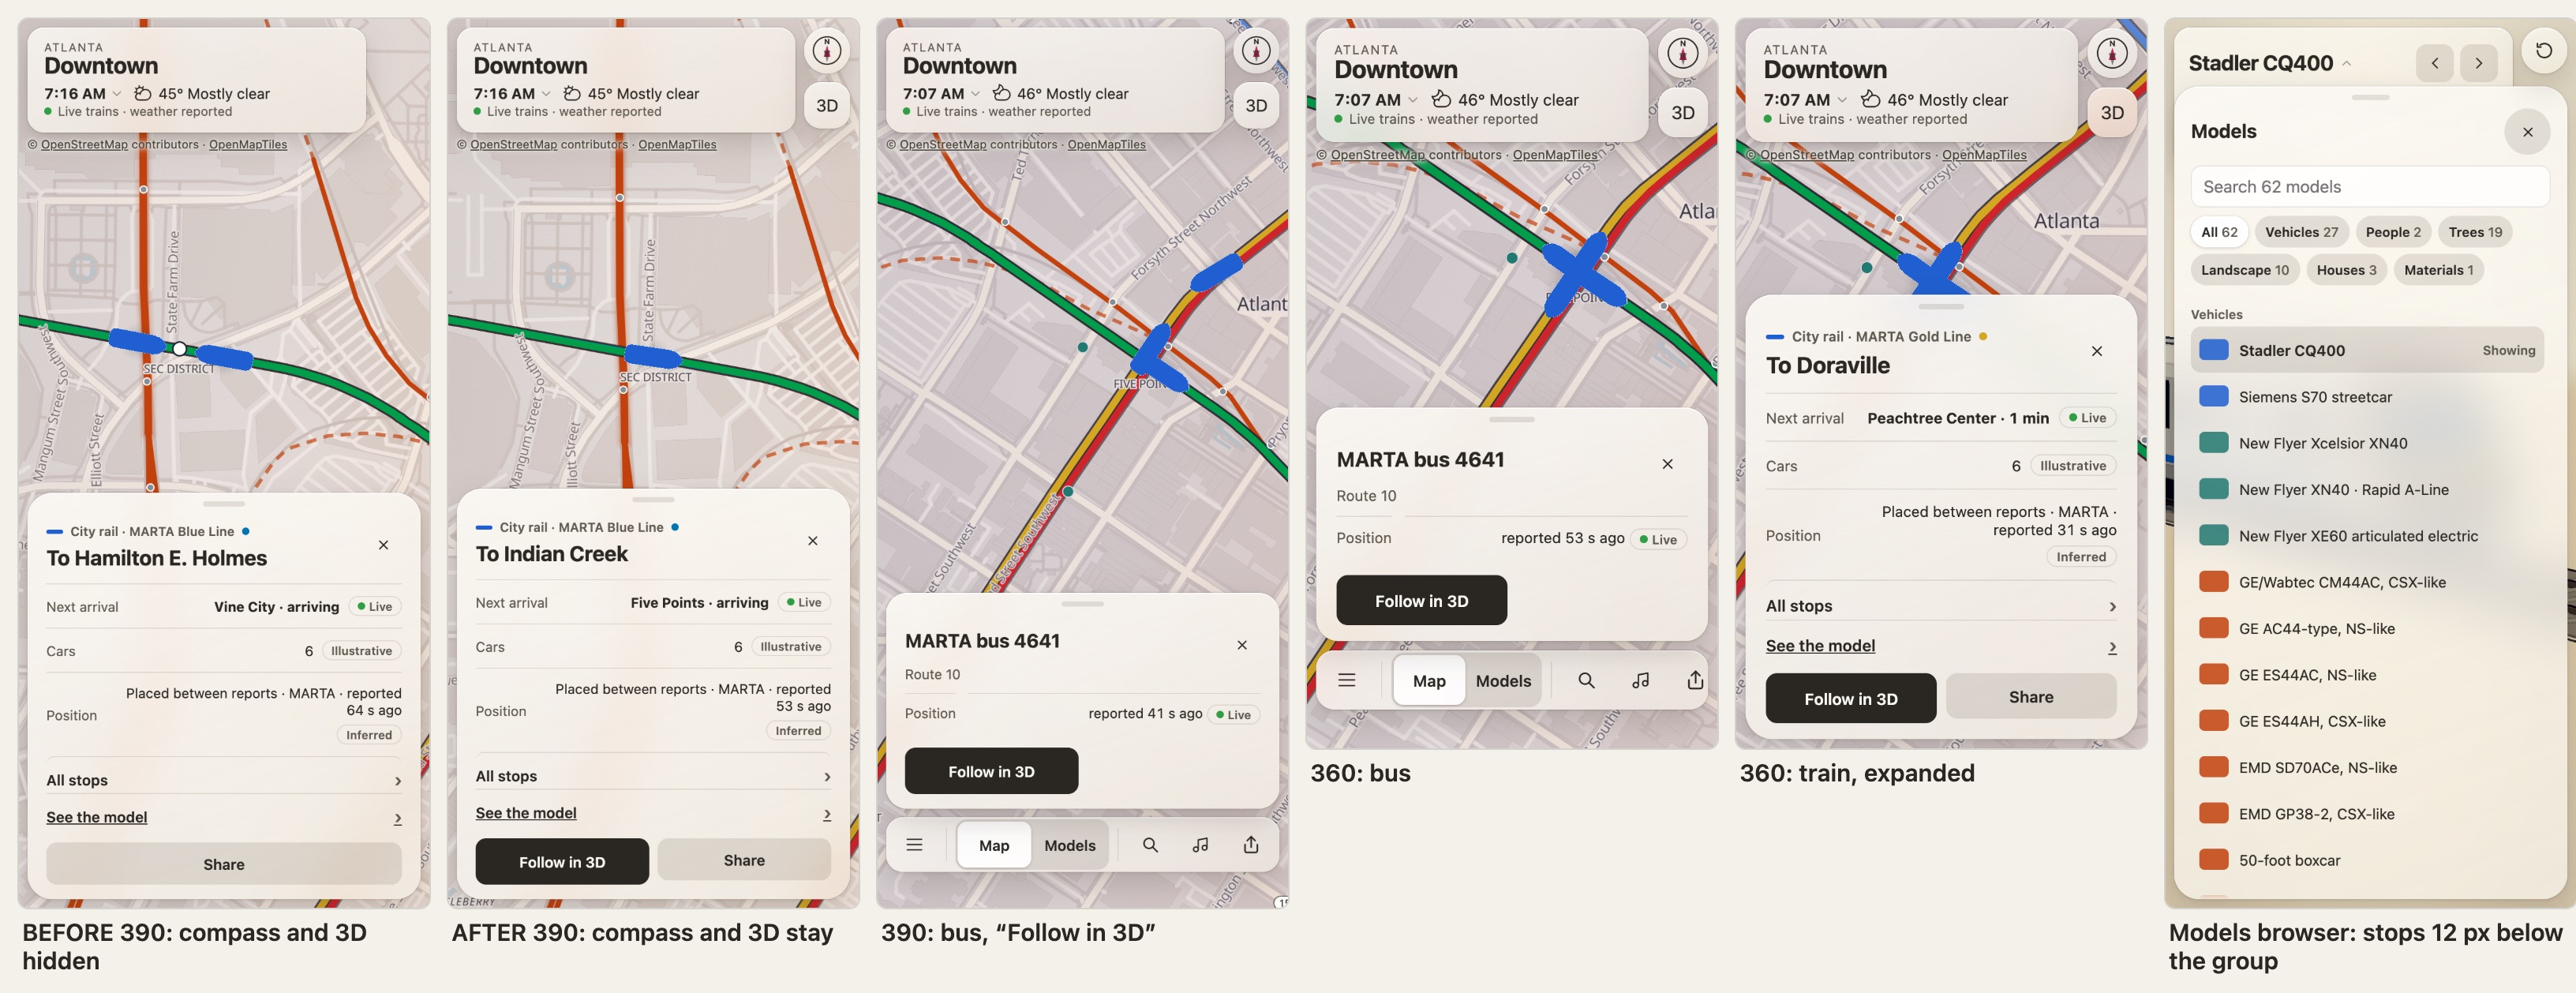 ATLANTA
Downtown
7:16 AM 45° Mostly clear
Live trains · weather reported
© OpenStreetMap contributors · OpenMapTiles
State Farm Drive
SEC DISTRICT
Mangum Street So
Elliott Street
City rail · MARTA Blue Line
To Hamilton E. Holmes
Next arrival Vine City · arriving Live
Cars 6 Illustrative
Placed between reports · MARTA · reported
64 s ago
Position
Inferred
All stops
See the model
Share
BEFORE 390: compass and 3D
hidden
ATLANTA
Downtown
7:16 AM 45° Mostly clear
Live trains · weather reported
N
3D
© OpenStreetMap contributors · OpenMapTiles
State Farm Drive
SEC DISTRICT
Mangum Street Southwest
lliott Street
City rail · MARTA Blue Line
To Indian Creek
Next arrival Five Points · arriving Live
Cars 6 Illustrative
Placed between reports · MARTA · reported
53 s ago
Position
Inferred
All stops
See the model
Follow in 3D Share
LEBERRY
AFTER 390: compass and 3D stay
ATLANTA
Downtown
7:07 AM 46° Mostly clear
Live trains · weather reported
N
3D
© OpenStreetMap contributors · OpenMapTiles
Forsyth Street Northwest
Atlant
FIVE POIN
MARTA bus 4641
Route 10
Position reported 41 s ago Live
Follow in 3D
Map Models
390: bus, “Follow in 3D”
ATLANTA
Downtown
7:07 AM 46° Mostly clear
Live trains · weather reported
N
3D
© OpenStreetMap contributors · OpenMapTiles
Atla
MARTA bus 4641
Route 10
Position reported 53 s ago Live
Follow in 3D
Map Models
360: bus
ATLANTA
Downtown
7:07 AM 46° Mostly clear
Live trains · weather reported
N
3D
© OpenStreetMap contributors · OpenMapTiles
Atlanta
City rail · MARTA Gold Line
To Doraville
Next arrival Peachtree Center · 1 min Live
Cars 6 Illustrative
Placed between reports · MARTA ·
reported 31 s ago
Position
Inferred
All stops
See the model
Follow in 3D Share
360: train, expanded
Stadler CQ400
Models
Search 62 models
All 62 Vehicles 27 People 2 Trees 19
Landscape 10 Houses 3 Materials 1
Vehicles
Stadler CQ400 Showing
Siemens S70 streetcar
New Flyer Xcelsior XN40
New Flyer XN40 · Rapid A-Line
New Flyer XE60 articulated electric
GE/Wabtec CM44AC, CSX-like
GE AC44-type, NS-like
GE ES44AC, NS-like
GE ES44AH, CSX-like
EMD SD70ACe, NS-like
EMD GP38-2, CSX-like
50-foot boxcar
Models browser: stops 12 px below
the group